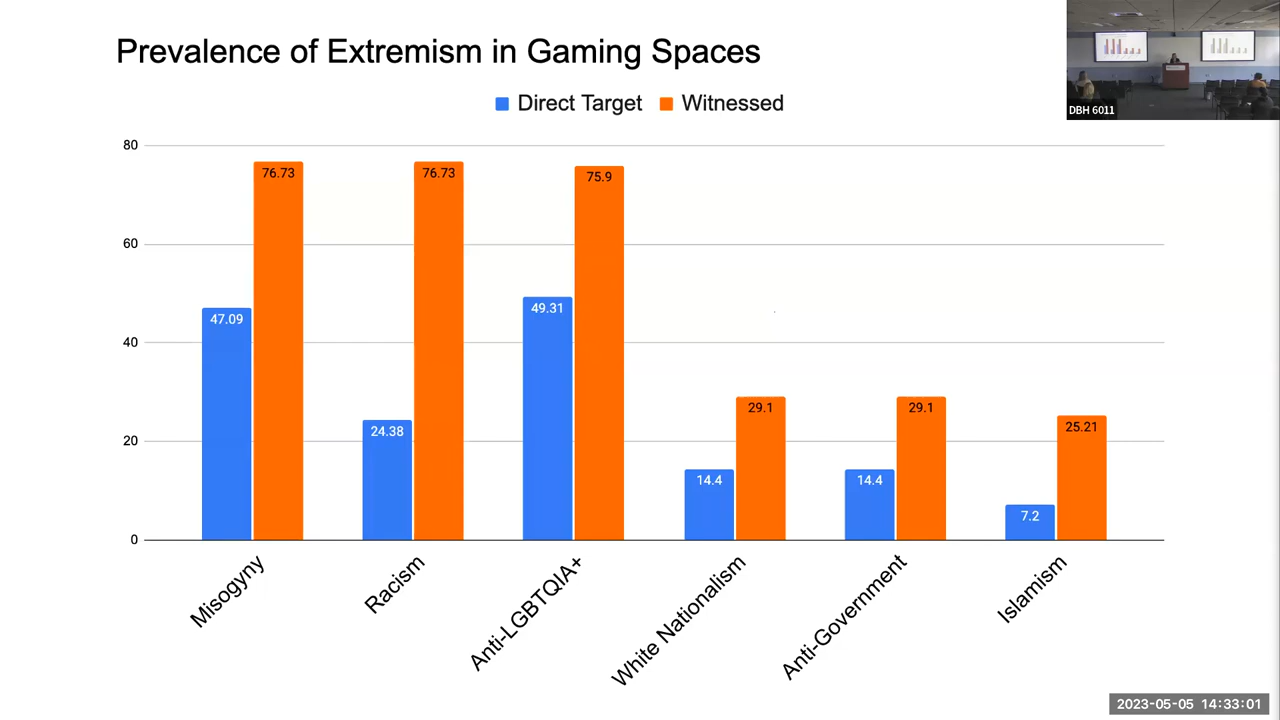 Prevalence of Extremism in Gaming Spaces
Direct Target Witnessed
DBH 6011
80
60
40
20
0
47.09
76.73
24.38
76.73
49.31
75.9
14.4
29.1
14.4
29.1
7.2
25.21
Misogyny
Racism
Anti-LGBTQIA+
White Nationalism
Anti-Government
Islamism
2023-05-05 14:33:01